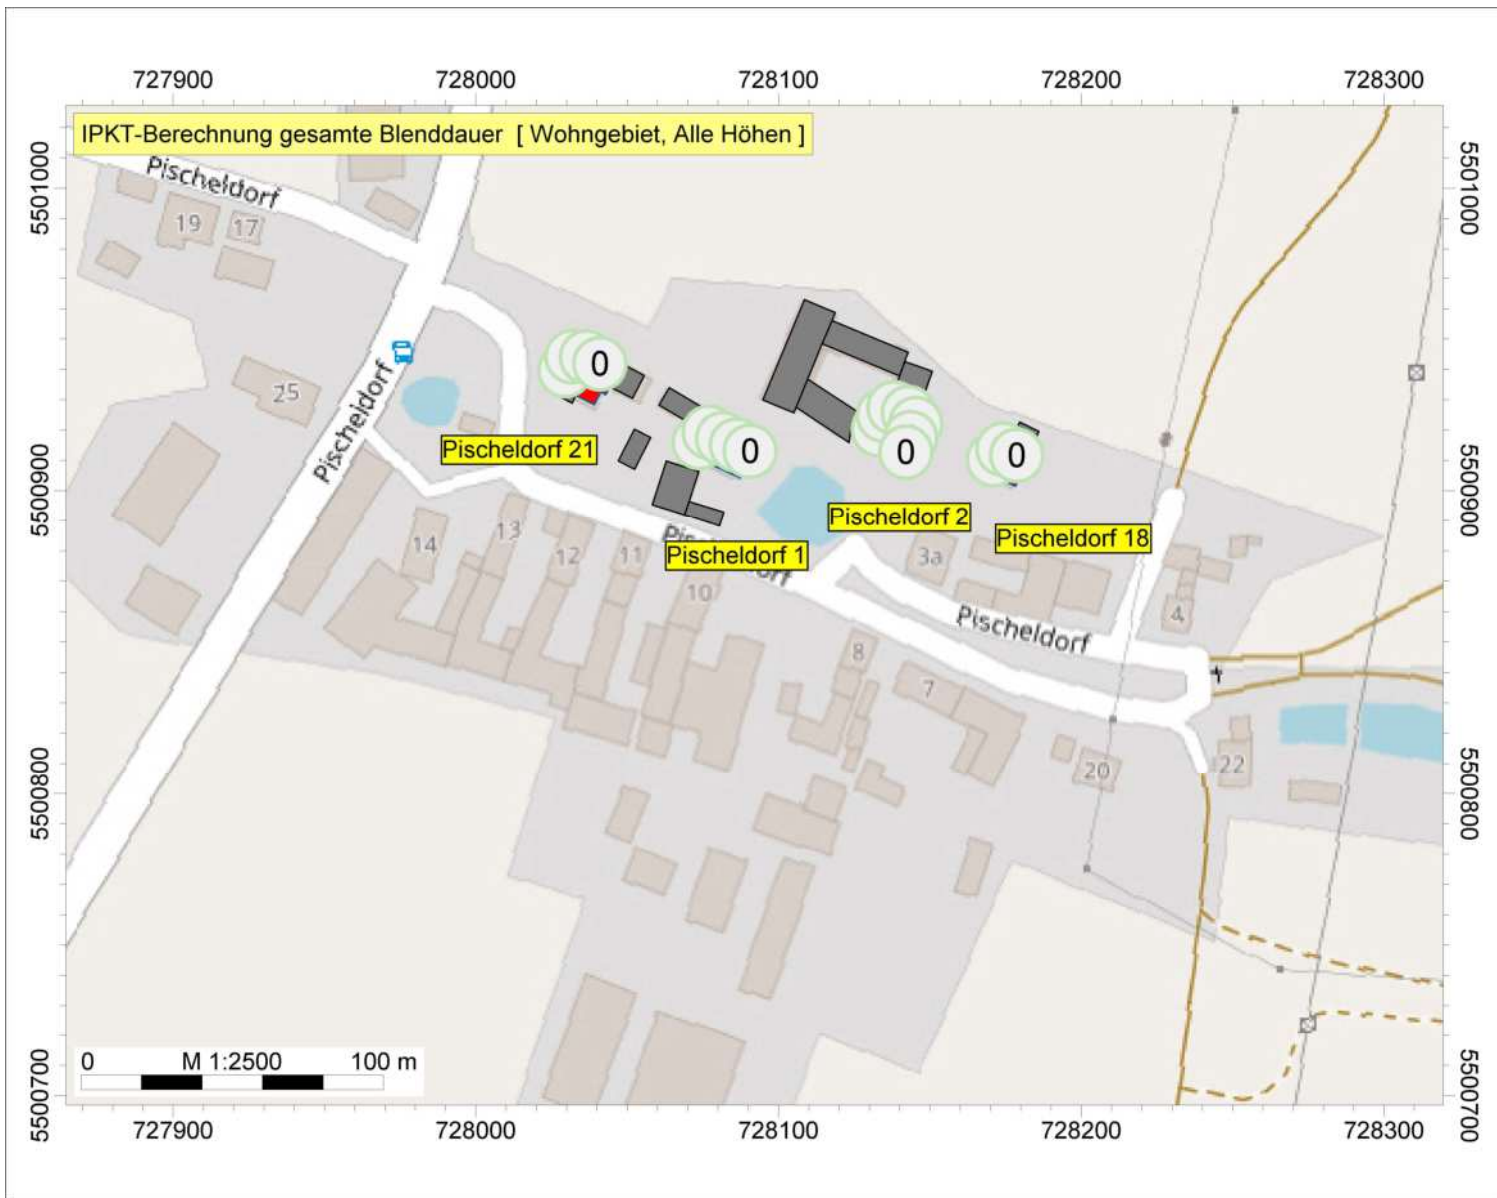 727900 728000 728100 728200 728300
IPKT-Berechnung gesamte Blenddauer [ Wohngebiet, Alle Höhen ]
5501000
5501000
Pischeldorf
19
17
0
25
Pischeldorf
Pischeldorf 21
0
0
0
5500900
5500900
Pischeldorf 2
Pischeldorf 18
14
13
12
11
Pischeldorf 1
3a
10
4
Pischeldorf
8
7
20
22
5500800
5500800
0 M 1:2500 100 m
5500700
5500700
727900 728000 728100 728200 728300